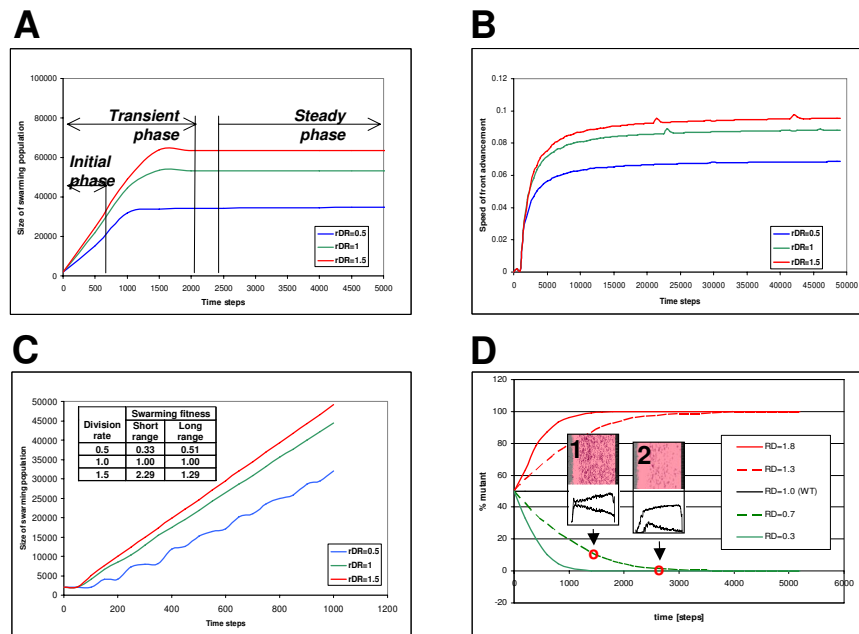 A
Size of swarming population
100000
80000
60000
40000
20000
0
Transient phase
Steady phase
Initial phase
rDR=0.5
rDR=1
rDR=1.5
0 500 1000 1500 2000 2500 3000 3500 4000 4500 5000
Time steps
B
Speed of front advancement
0.12
0.1
0.08
0.06
0.04
0.02
0
rDR=0.5
rDR=1
rDR=1.5
0 5000 10000 15000 20000 25000 30000 35000 40000 45000 50000
Time steps
C
Size of swarming population
50000
45000
40000
35000
30000
25000
20000
15000
10000
5000
0
Division rate Swarming fitness
Short range Long range
0.5 0.33 0.51
1.0 1.00 1.00
1.5 2.29 1.29
rDR=0.5
rDR=1
rDR=1.5
0 200 400 600 800 1000 1200
Time steps
D
% mutant
120
100
80
60
40
20
0
-20
1
2
RD=1.8
RD=1.3
RD=1.0 (WT)
RD=0.7
RD=0.3
0 1000 2000 3000 4000 5000 6000
time [steps]